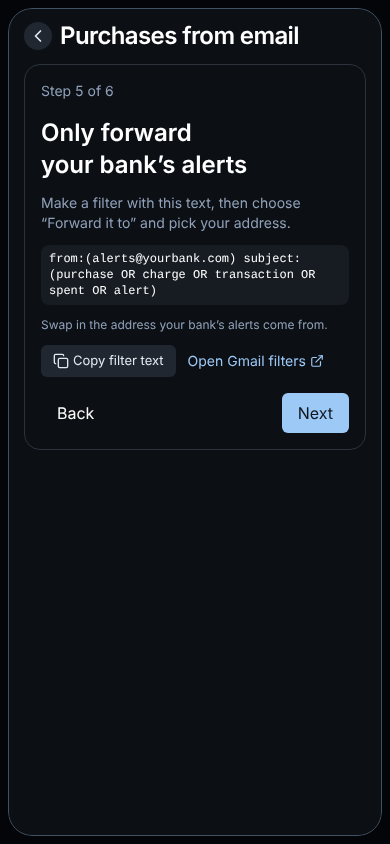 Purchases from email
Step 5 of 6
Only forward
your bank’s alerts
Make a filter with this text, then choose
“Forward it to” and pick your address.
from:(alerts@yourbank.com) subject:
(purchase OR charge OR transaction OR
spent OR alert)
Swap in the address your bank’s alerts come from.
Copy filter text
Open Gmail filters
Back
Next